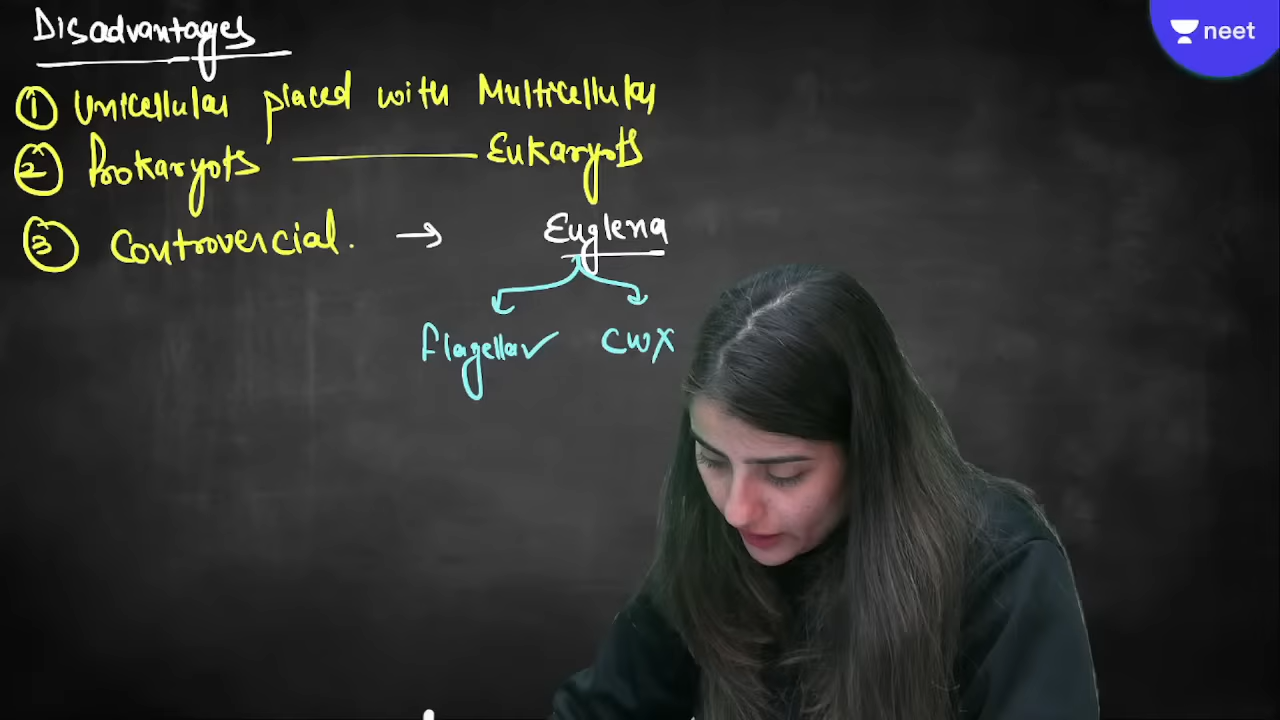 Disadvantages
neet
① Unicellular placed with Multicellular
② Prokaryots ——— Eukaryots
③ Controvercial. → Euglena
flagella ✓ CW X